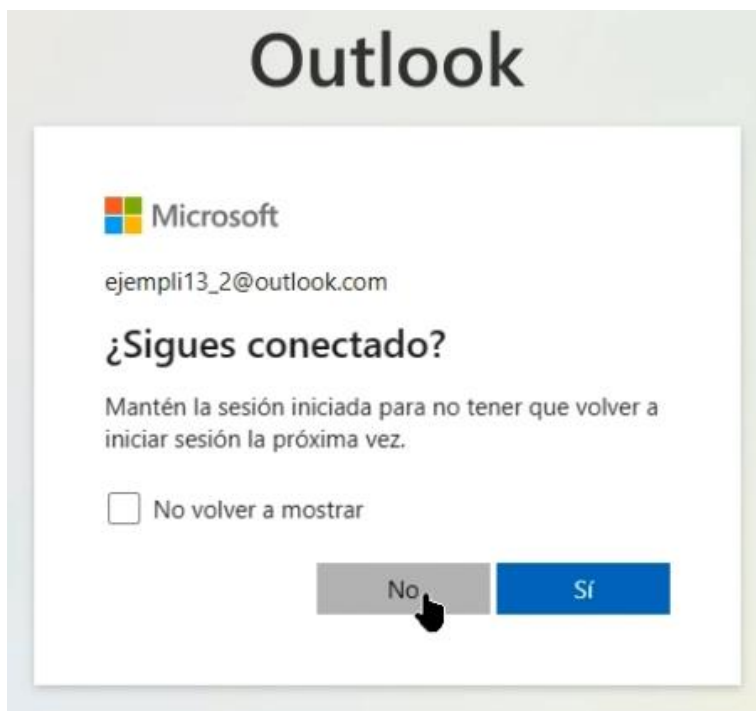 Outlook
Microsoft
ejempli13_2@outlook.com
¿Sigues conectado?
Mantén la sesión iniciada para no tener que volver a
iniciar sesión la próxima vez.
No volver a mostrar
No
Sí